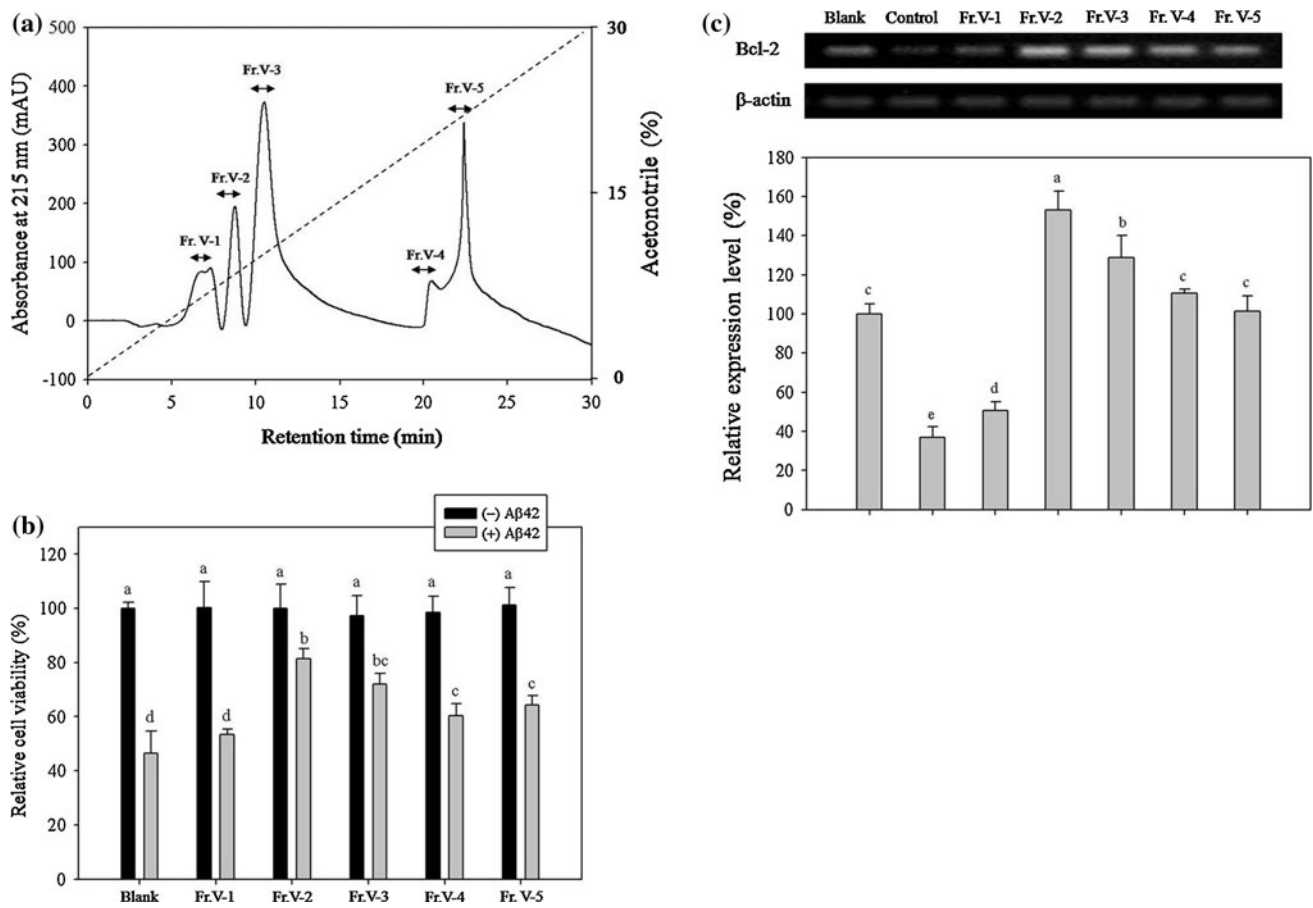 (a)
500
400
300
200
100
0
-100
Absorbance at 215 nm (mAU)
Fr. V-1
Fr.V-2
Fr.V-3
Fr.V-4
Fr.V-5
30
15
0
Acetonotrile (%)
0 5 10 15 20 25 30
Retention time (min)
(b)
(−) Aβ42
(+) Aβ42
120
100
80
60
40
20
0
Relative cell viability (%)
a a a a a a
d d b bc c c
Blank Fr.V-1 Fr.V-2 Fr.V-3 Fr.V-4 Fr. V-5
(c)
Blank Control Fr.V-1 Fr.V-2 Fr.V-3 Fr. V-4 Fr. V-5
Bcl-2
β-actin
180
160
140
120
100
80
60
40
20
0
Relative expression level (%)
c e d a b c c